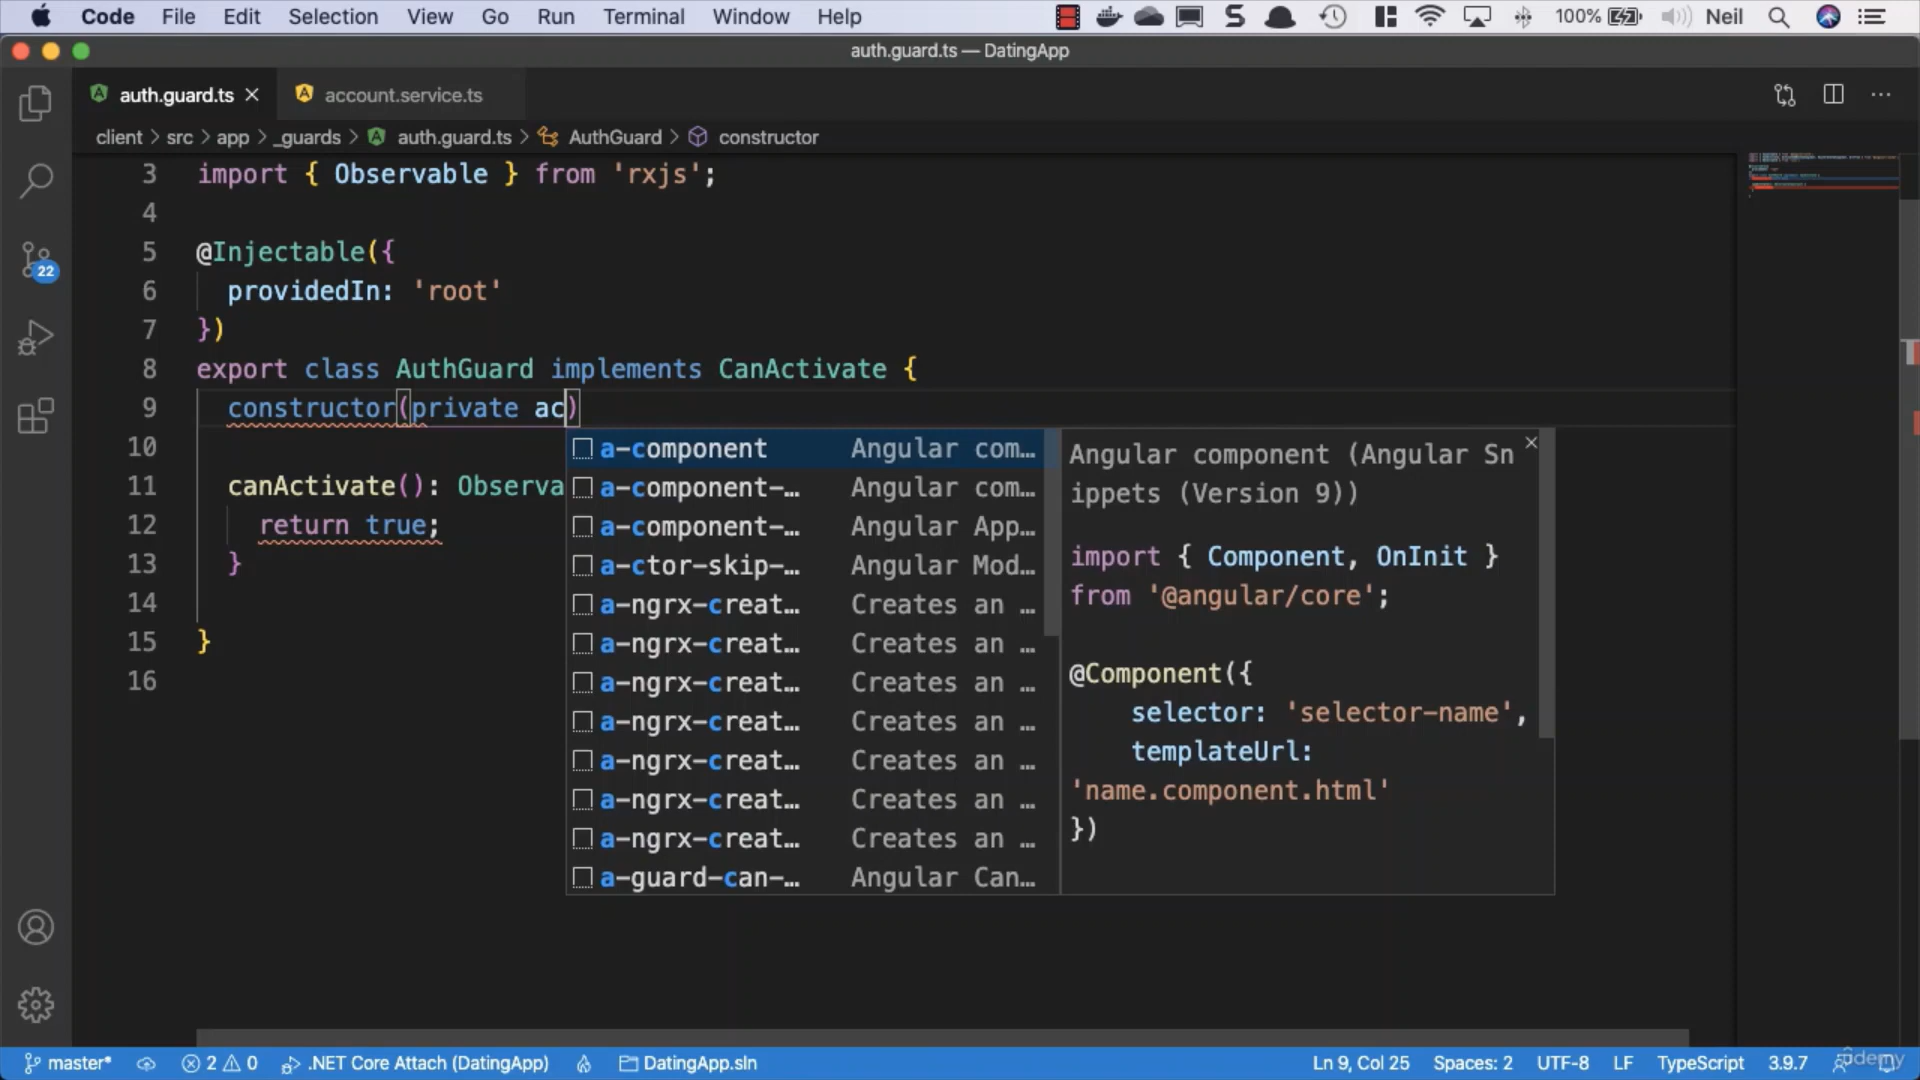 Code File Edit Selection View Go Run Terminal Window Help 100% Neil
auth.guard.ts — DatingApp
auth.guard.ts account.service.ts
client > src > app > _guards > auth.guard.ts > AuthGuard > constructor
3 import { Observable } from 'rxjs';
4
5 @Injectable({
6 providedIn: 'root'
7 })
8 export class AuthGuard implements CanActivate {
9 constructor(private ac)
10
11 canActivate(): Observa
12 return true;
13 }
14
15 }
16
22
a-component Angular com…
a-component-… Angular com…
a-component-… Angular App…
a-ctor-skip-… Angular Mod…
a-ngrx-creat… Creates an …
a-ngrx-creat… Creates an …
a-ngrx-creat… Creates an …
a-ngrx-creat… Creates an …
a-ngrx-creat… Creates an …
a-ngrx-creat… Creates an …
a-ngrx-creat… Creates an …
a-guard-can-… Angular Can…
Angular component (Angular Sn
ippets (Version 9))
import { Component, OnInit }
from '@angular/core';
@Component({
selector: 'selector-name',
templateUrl:
'name.component.html'
})
master* 2 0 .NET Core Attach (DatingApp) DatingApp.sln Ln 9, Col 25 Spaces: 2 UTF-8 LF TypeScript 3.9.7
udemy